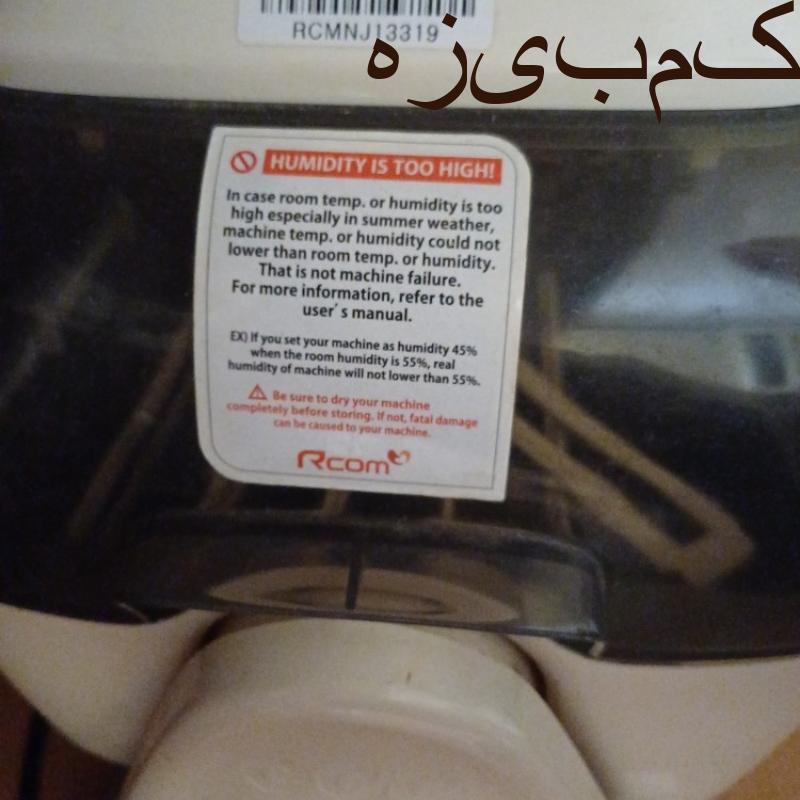 RCMNJ13319
کمبیزه
HUMIDITY IS TOO HIGH!
In case room temp. or humidity is too
high especially in summer weather,
machine temp. or humidity could not
lower than room temp. or humidity.
That is not machine failure.
For more information, refer to the
user's manual.
EX) If you set your machine as humidity 45%
when the room humidity is 55%, real
humidity of machine will not lower than 55%.
Be sure to dry your machine
completely before storing. If not, fatal damage
can be caused to your machine.
Rcom